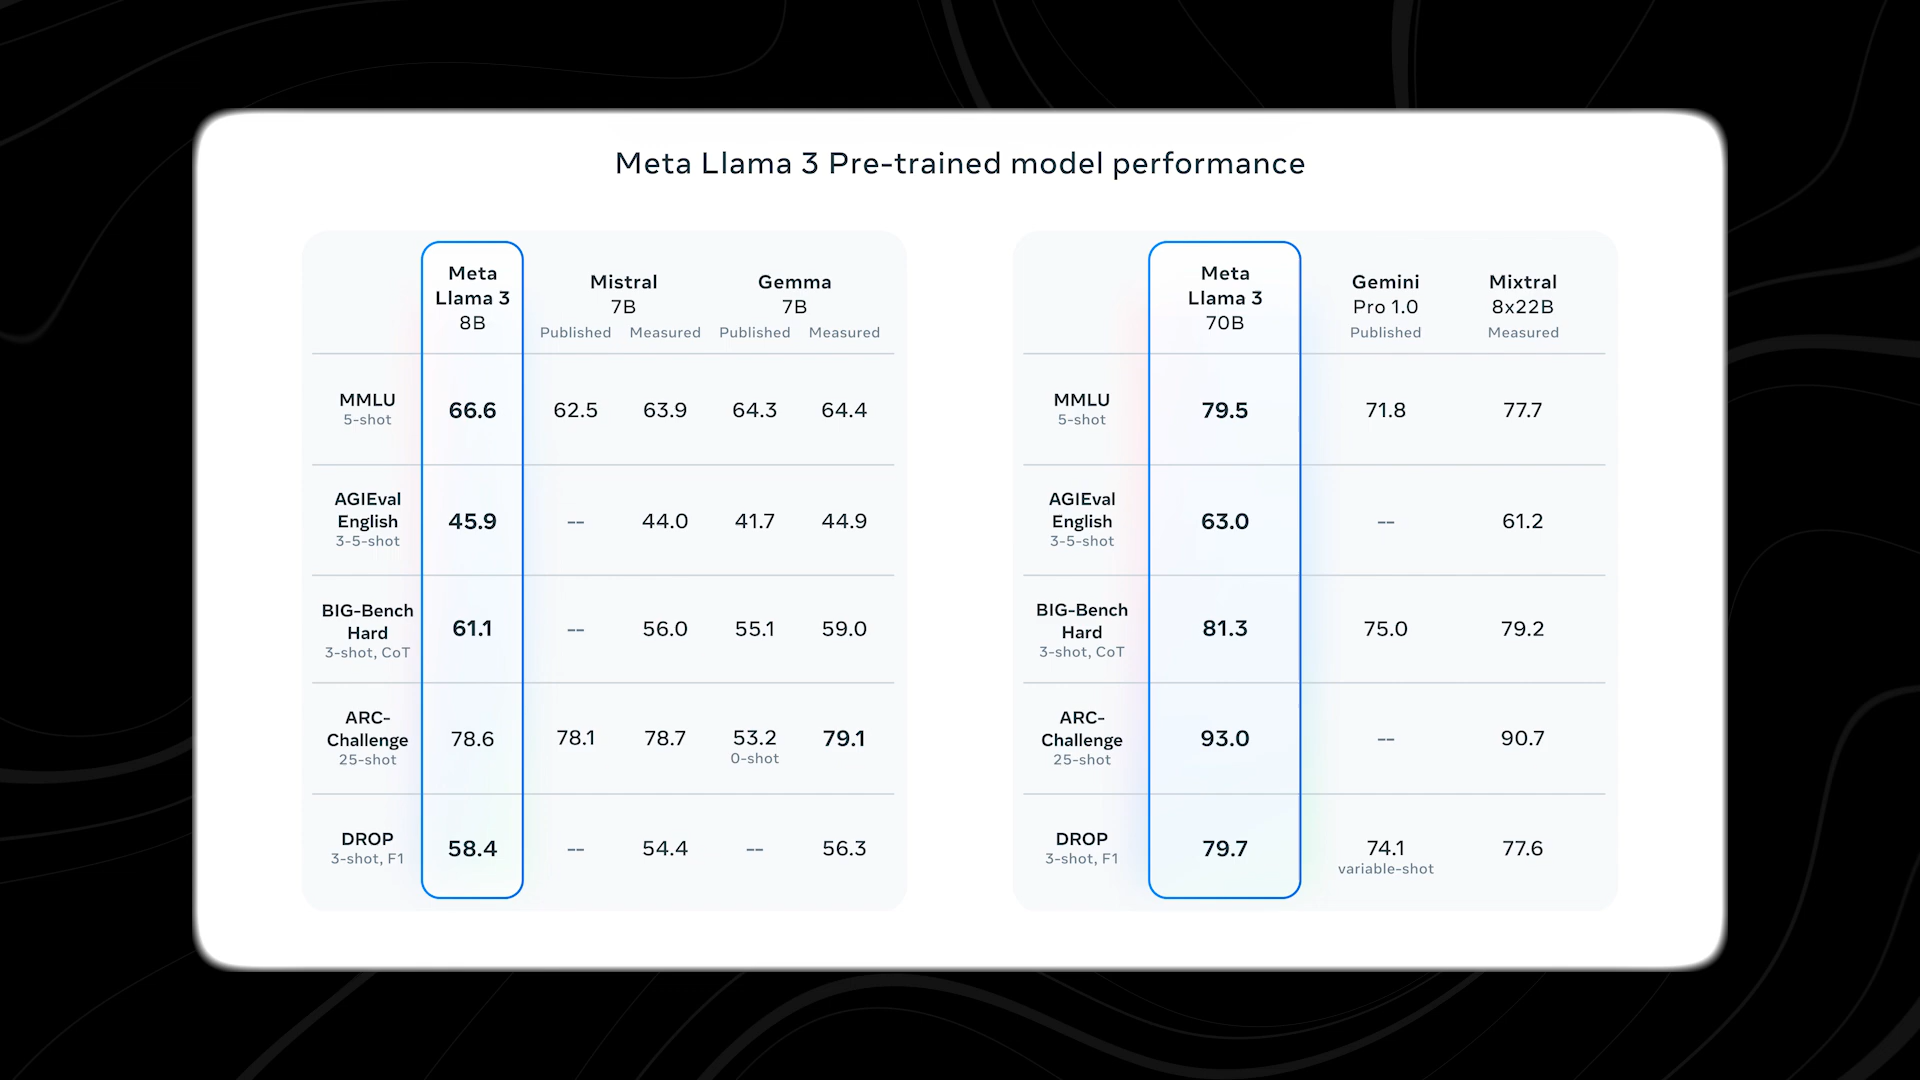 Meta Llama 3 Pre-trained model performance
Meta
Llama 3
8B
Mistral
7B
Gemma
7B
Published Measured Published Measured
MMLU
5-shot
66.6 62.5 63.9 64.3 64.4
AGIEval
English
3-5-shot
45.9 -- 44.0 41.7 44.9
BIG-Bench
Hard
3-shot, CoT
61.1 -- 56.0 55.1 59.0
ARC-
Challenge
25-shot
78.6 78.1 78.7 53.2 79.1
0-shot
DROP
3-shot, F1
58.4 -- 54.4 -- 56.3
Meta
Llama 3
70B
Gemini
Pro 1.0
Published
Mixtral
8x22B
Measured
MMLU
5-shot
79.5 71.8 77.7
AGIEval
English
3-5-shot
63.0 -- 61.2
BIG-Bench
Hard
3-shot, CoT
81.3 75.0 79.2
ARC-
Challenge
25-shot
93.0 -- 90.7
DROP
3-shot, F1
79.7 74.1 77.6
variable-shot